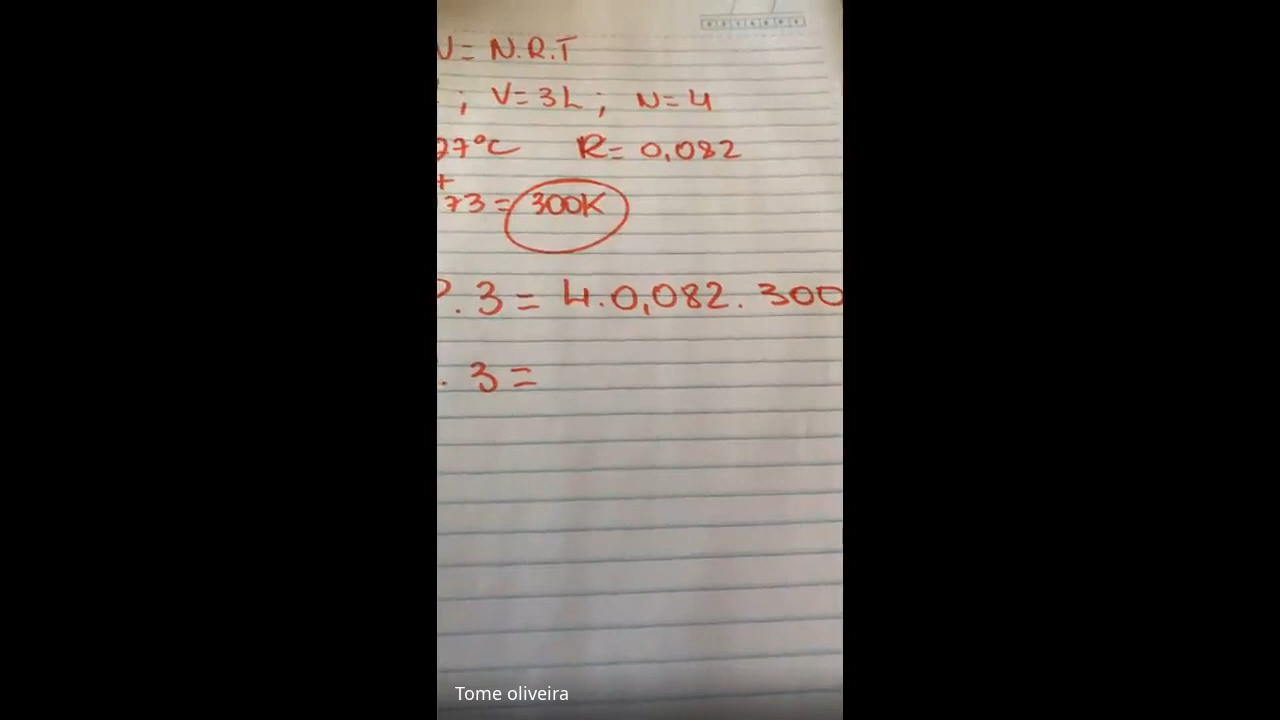 V= N.R.T
; V=3L; N=4
27°C R= 0,082
+
73= 300K
P.3 = 4.0,082.300
. 3 =
Tome oliveira